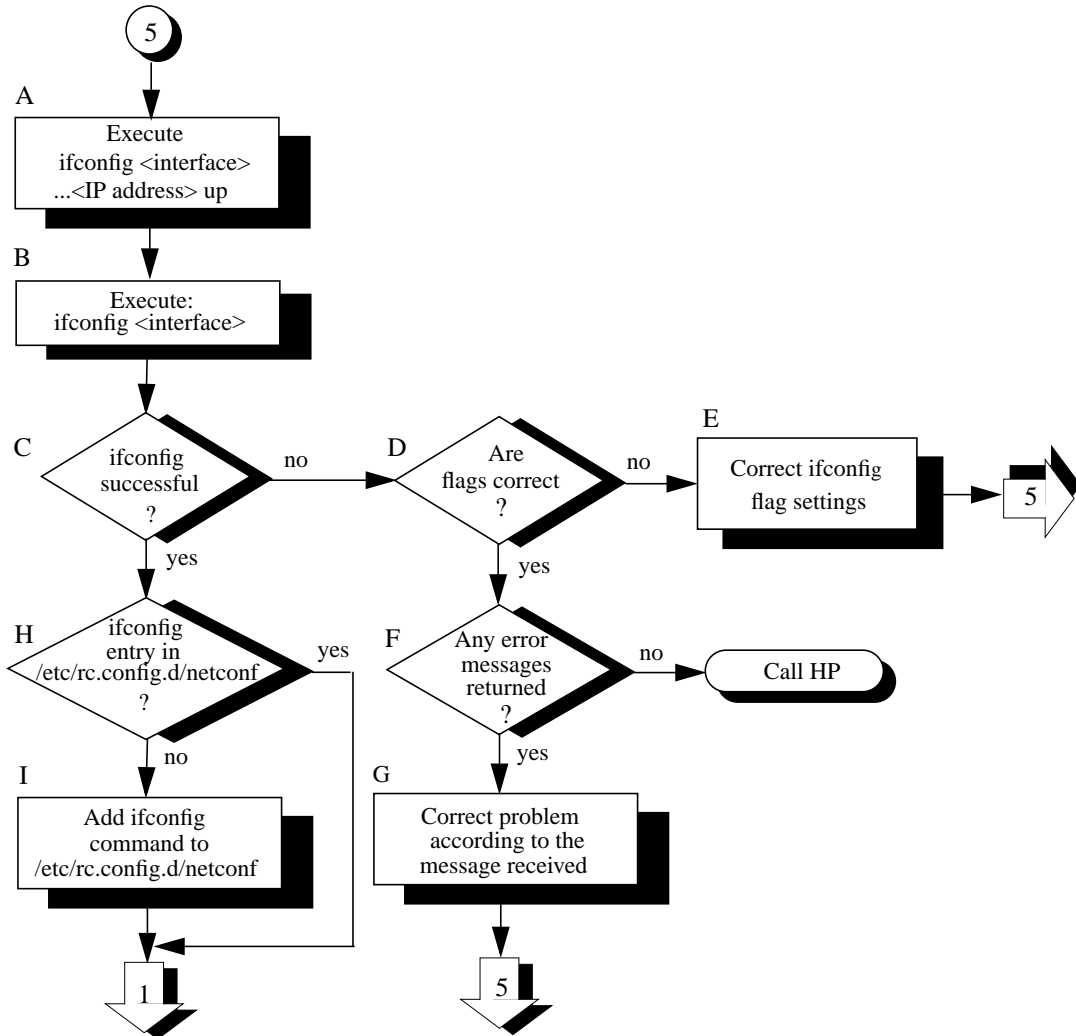 5
A
Execute
ifconfig <interface>
...<IP address> up
B
Execute:
ifconfig <interface>
C
ifconfig
successful
?
no
yes
D
Are
flags correct
?
no
yes
E
Correct ifconfig
flag settings
5
H
ifconfig
entry in
/etc/rc.config.d/netconf
?
yes
no
F
Any error
messages
returned
?
no
yes
Call HP
I
Add ifconfig
command to
/etc/rc.config.d/netconf
G
Correct problem
according to the
message received
1
5